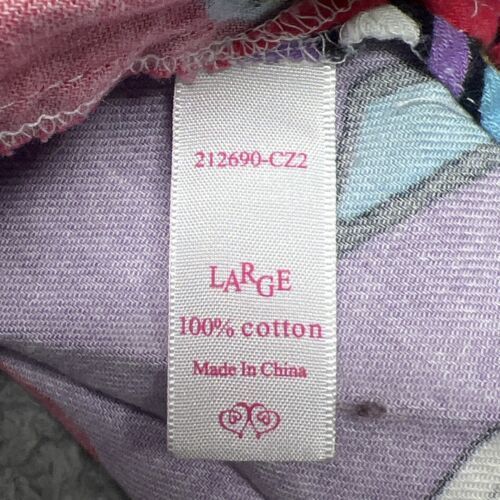 212690-CZ2
LARGE
100% cotton
Made In China